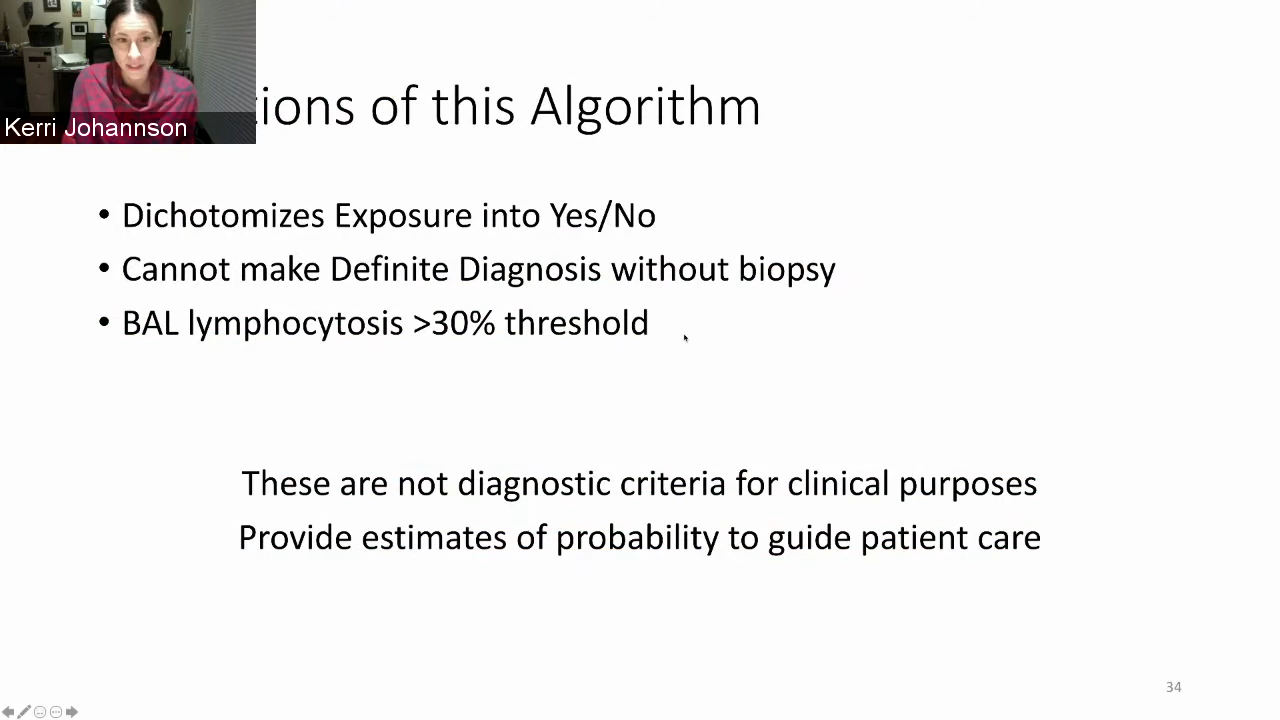 tions of this Algorithm
Kerri Johannson
• Dichotomizes Exposure into Yes/No
• Cannot make Definite Diagnosis without biopsy
• BAL lymphocytosis >30% threshold
These are not diagnostic criteria for clinical purposes
Provide estimates of probability to guide patient care
34